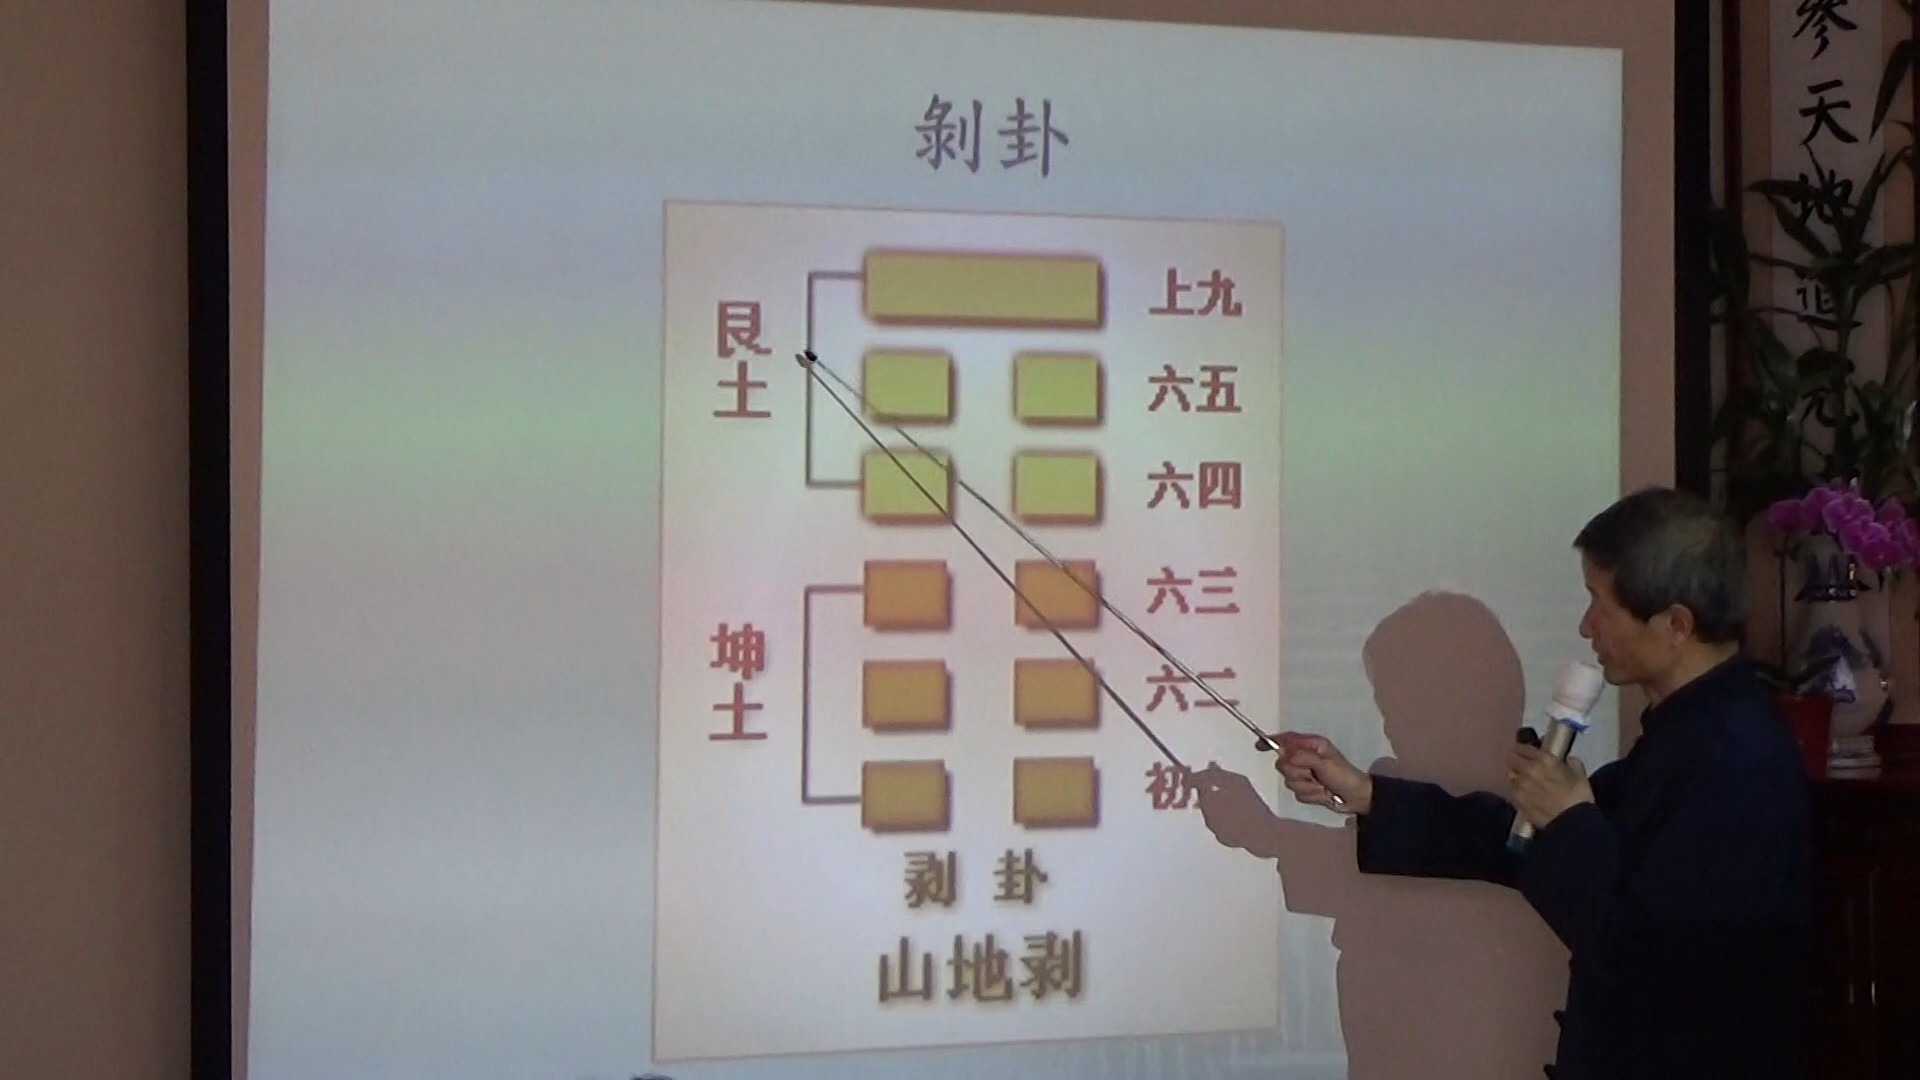 剝卦
艮土
上九
六五
六四
坤土
六三
六二
初
剥卦
山地剥
參天地